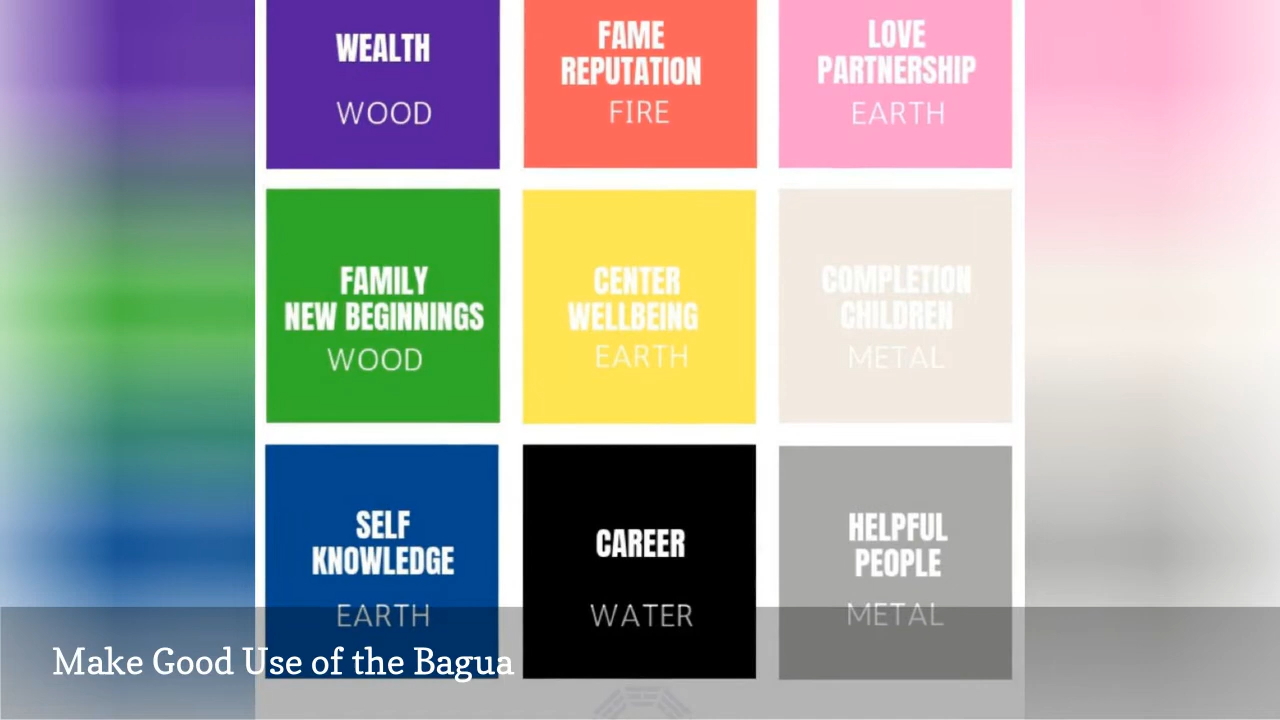 WEALTH
WOOD
FAME
REPUTATION
FIRE
LOVE
PARTNERSHIP
EARTH
FAMILY
NEW BEGINNINGS
WOOD
CENTER
WELLBEING
EARTH
COMPLETION
CHILDREN
METAL
SELF
KNOWLEDGE
EARTH
CAREER
WATER
HELPFUL
PEOPLE
METAL
Make Good Use of the Bagua